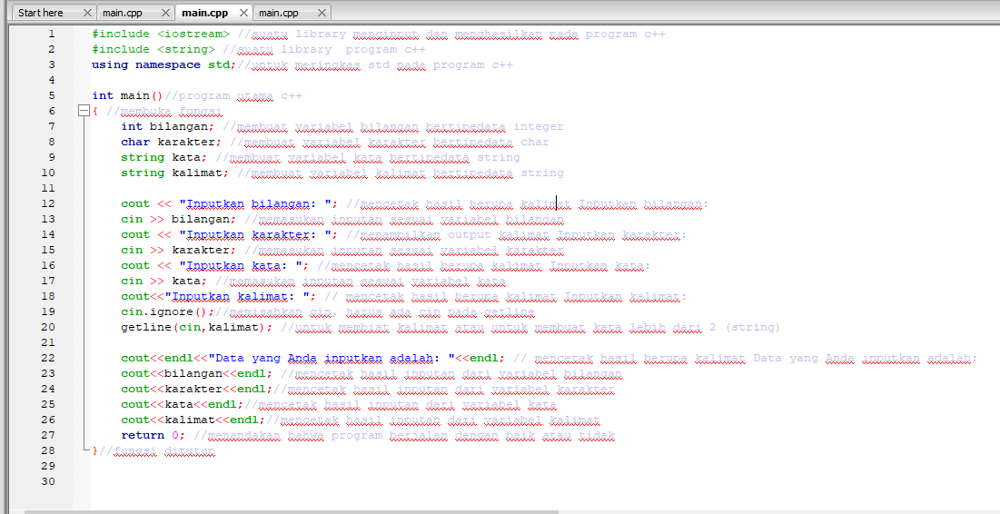 Start here main.cpp main.cpp main.cpp
1 #include <iostream> //suatu library menginput dan menghasilkan pada program c++
2 #include <string> //suatu library  program c++
3 using namespace std;//untuk meringkas std pada program c++
4
5 int main()//program utama c++
6 { //membuka fungsi
7 int bilangan; //membuat variabel bilangan bertipedata integer
8 char karakter; //membuat variabel karakter bertipedata char
9 string kata; //membuat variabel kata bertipedata string
10 string kalimat; //membuat variabel kalimat bertipedata string
11
12 cout << "Inputkan bilangan: "; //mencetak hasil berupa kalimat Inputkan bilangan:
13 cin >> bilangan; //memasukan inputan sesuai variabel bilangan
14 cout << "Inputkan karakter: "; //menampilkan output kalimat Inputkan karakter:
15 cin >> karakter; //memasukan inputan sesuai variabel karakter
16 cout << "Inputkan kata: "; //mencetak hasil berupa kalimat Inputkan kata:
17 cin >> kata; //memasukan inputan sesuai variabel kata
18 cout<<"Inputkan kalimat: "; // mencetak hasil berupa kalimat Inputkan kalimat:
19 cin.ignore();//memisahkan cin, harus ada cin pada getline
20 getline(cin,kalimat); //untuk membiat kalimat atau untuk membuat kata lebih dari 2 (string)
21
22 cout<<endl<<"Data yang Anda inputkan adalah: "<<endl; // mencetak hasil berupa kalimat Data yang Anda inputkan adalah:
23 cout<<bilangan<<endl; //mencetak hasil inputan dari variabel bilangan
24 cout<<karakter<<endl;//mencetak hasil inputan dari variabel karakter
25 cout<<kata<<endl;//mencetak hasil inputan dari variabel kata
26 cout<<kalimat<<endl;//mencetak hasil inputan dari variabel kalimat
27 return 0; //menandakan bahwa program berjalan dengan baik atau tidak
28 }//fungsi ditutup
29
30